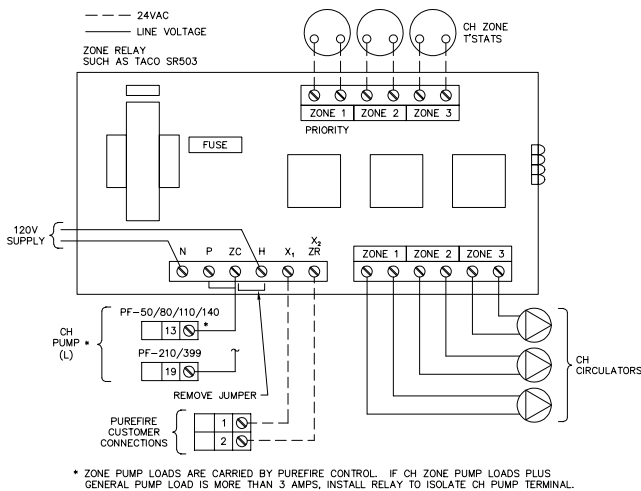 24VAC
LINE VOLTAGE
ZONE RELAY
SUCH AS TACO SR503
CH ZONE
T'STATS
ZONE 1 ZONE 2 ZONE 3
PRIORITY
FUSE
120V
SUPPLY
N P ZC H X1 X2
ZR
ZONE 1 ZONE 2 ZONE 3
PF-50/80/110/140
13 *
CH
PUMP *
(L)
PF-210/399
19
REMOVE JUMPER
CH
CIRCULATORS
PUREFIRE
CUSTOMER
CONNECTIONS
1
2
* ZONE PUMP LOADS ARE CARRIED BY PUREFIRE CONTROL. IF CH ZONE PUMP LOADS PLUS
GENERAL PUMP LOAD IS MORE THAN 3 AMPS, INSTALL RELAY TO ISOLATE CH PUMP TERMINAL.